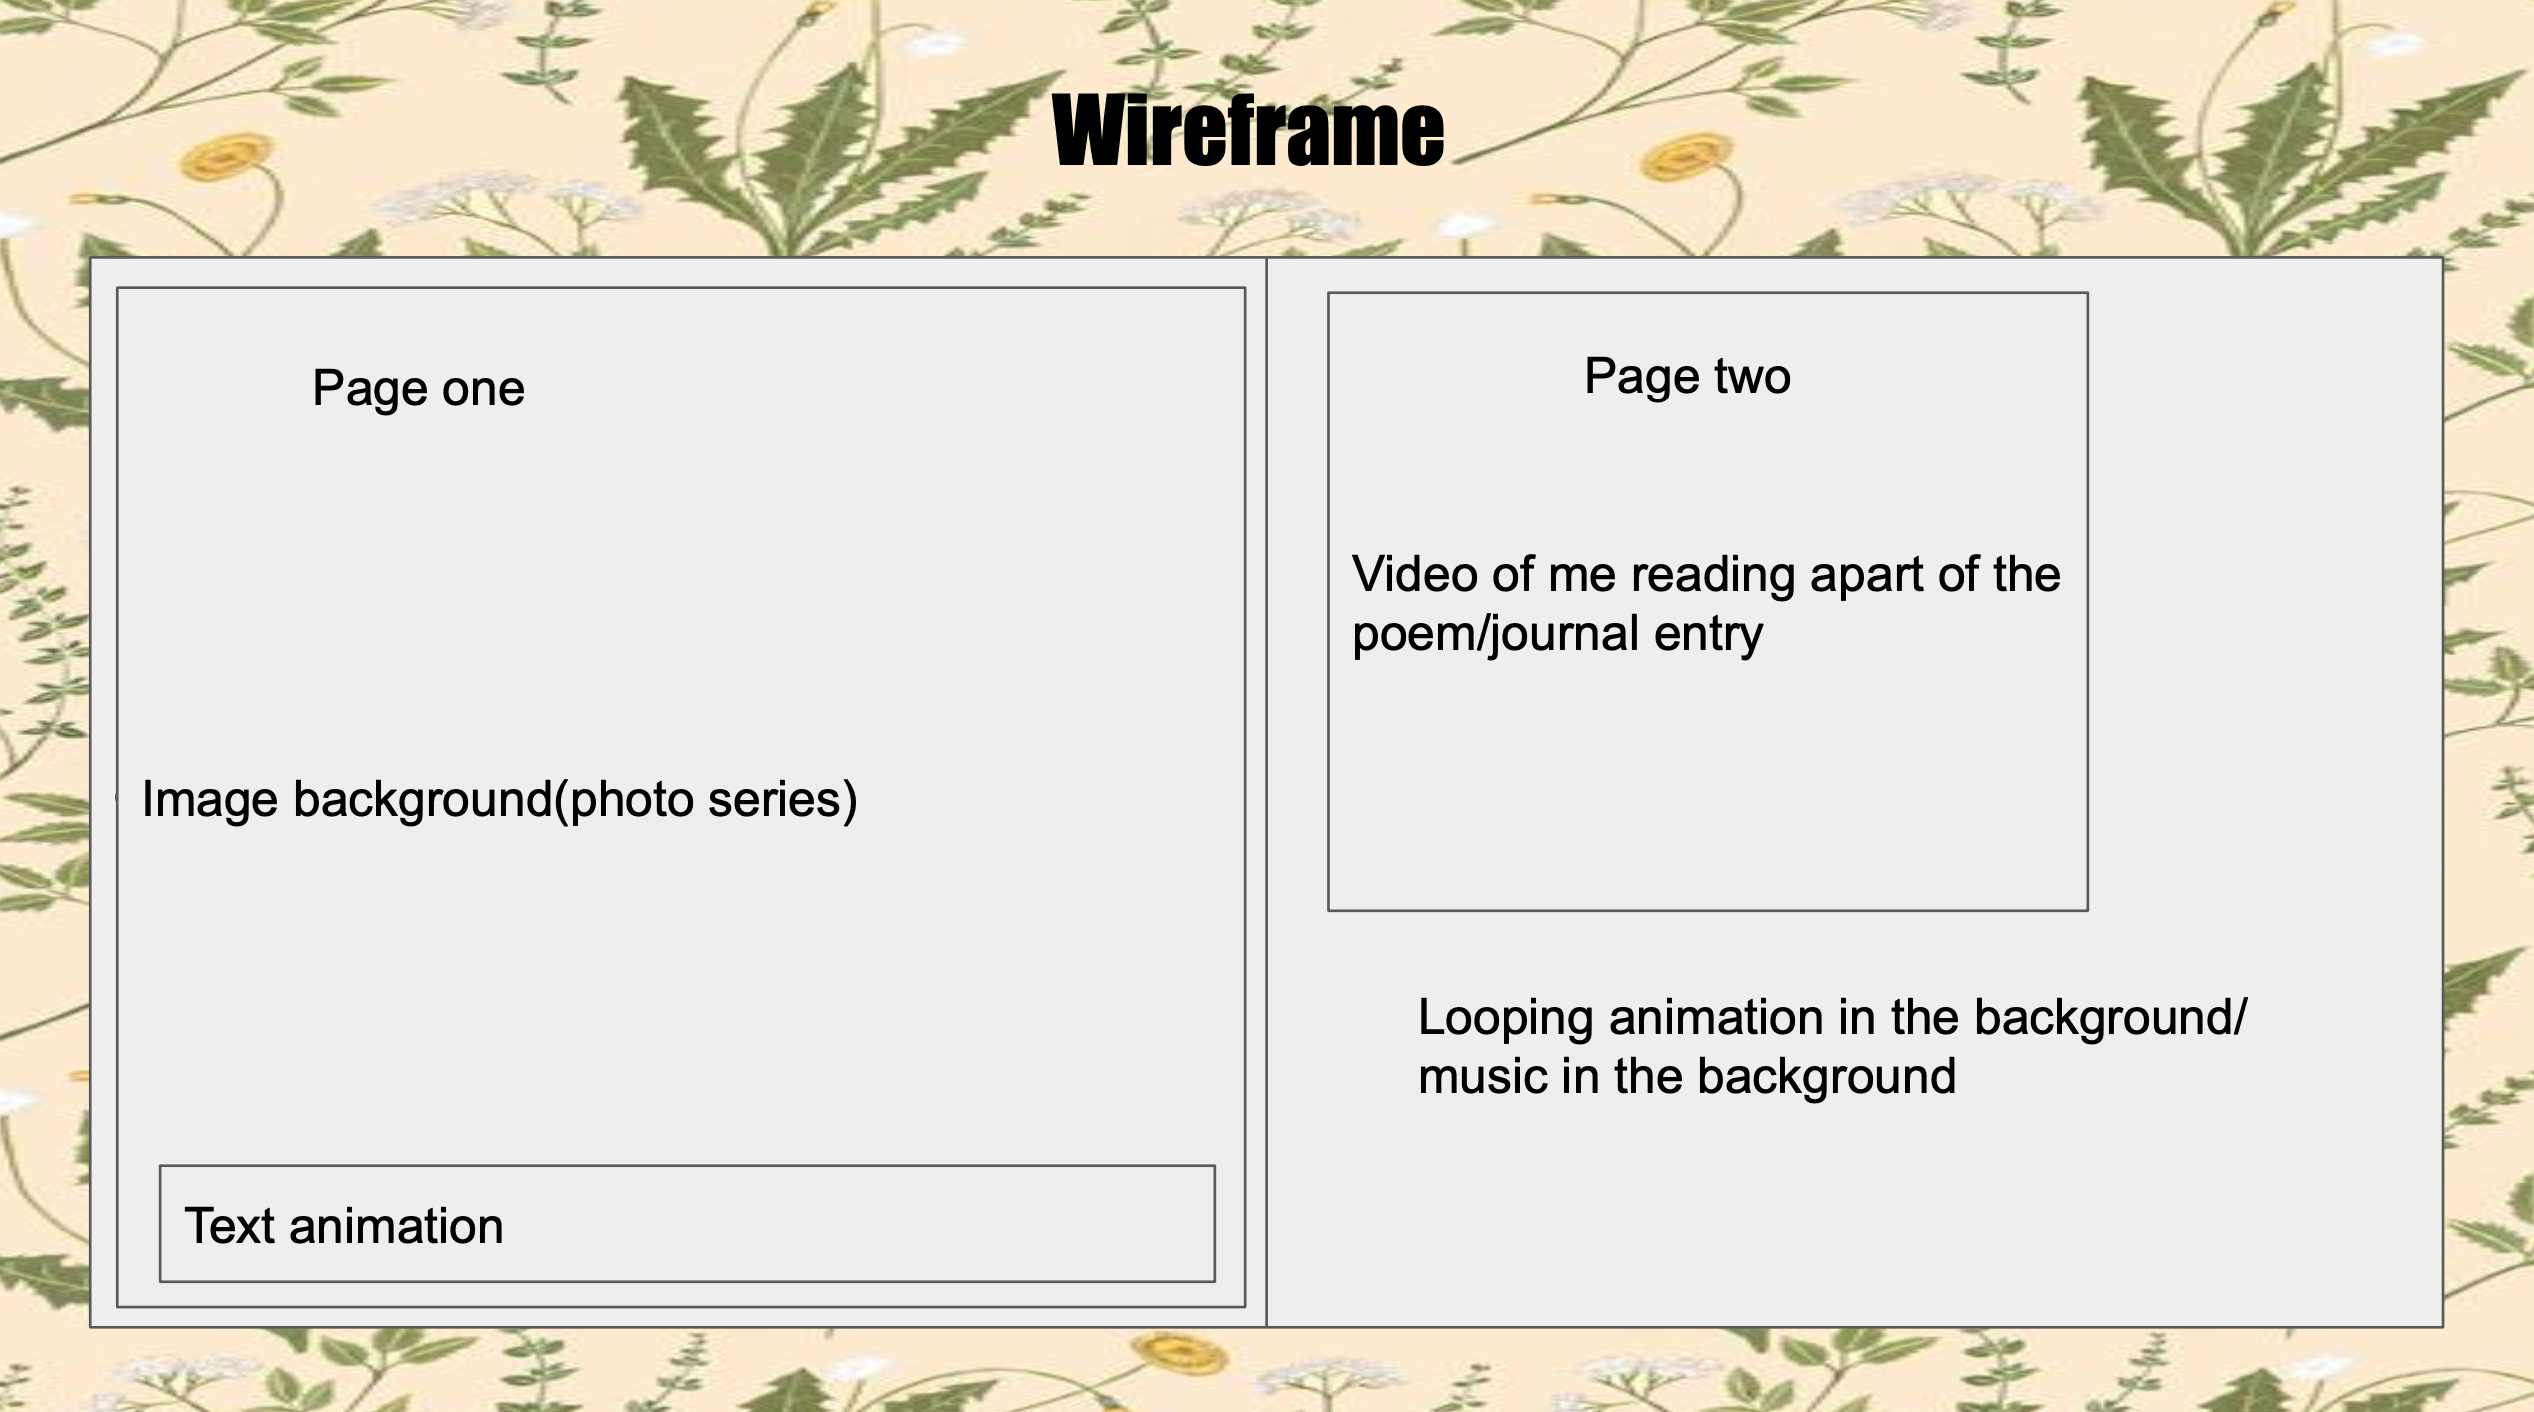 Wireframe
Page one
Image background(photo series)
Text animation
Page two
Video of me reading apart of the
poem/journal entry
Looping animation in the background/
music in the background